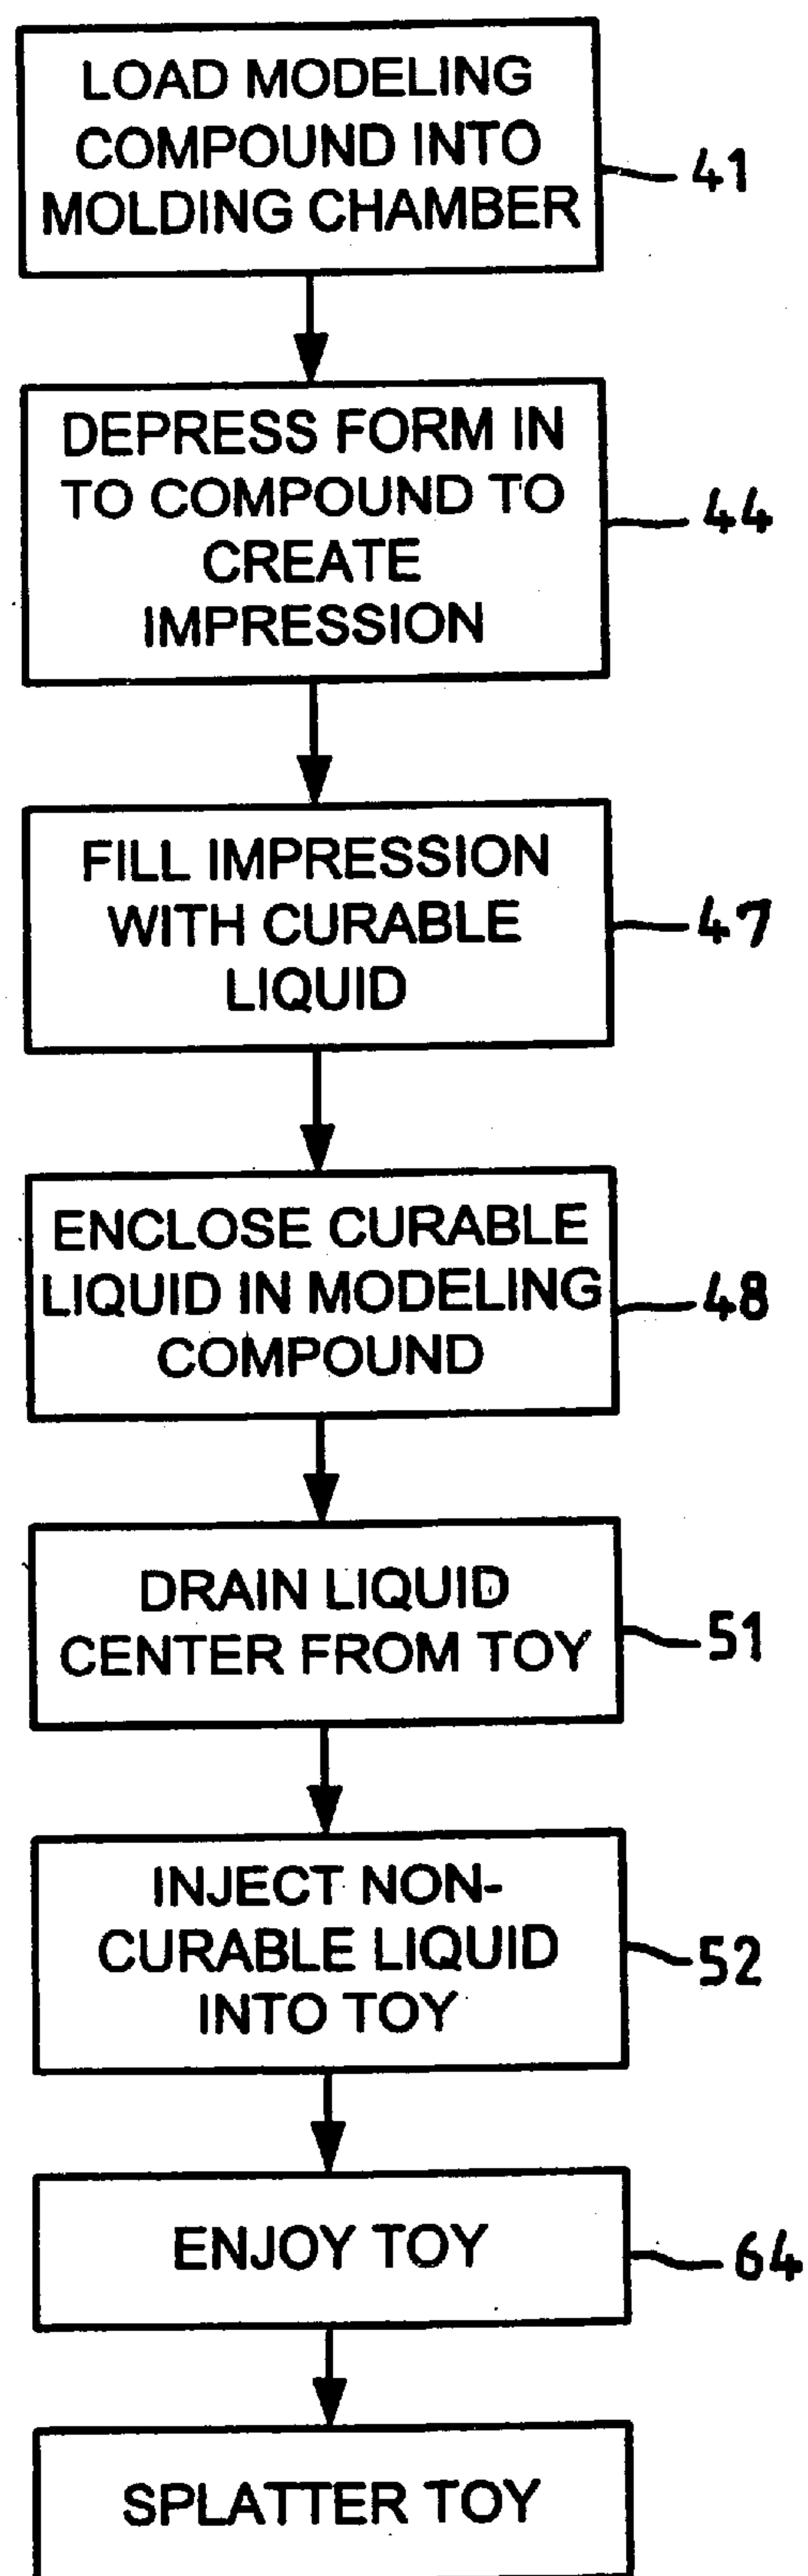 LOAD MODELING
COMPOUND INTO
MOLDING CHAMBER
41
DEPRESS FORM IN
TO COMPOUND TO
CREATE
IMPRESSION
44
FILL IMPRESSION
WITH CURABLE
LIQUID
47
ENCLOSE CURABLE
LIQUID IN MODELING
COMPOUND
48
DRAIN LIQUID
CENTER FROM TOY
51
INJECT NON-
CURABLE LIQUID
INTO TOY
52
ENJOY TOY
64
SPLATTER TOY